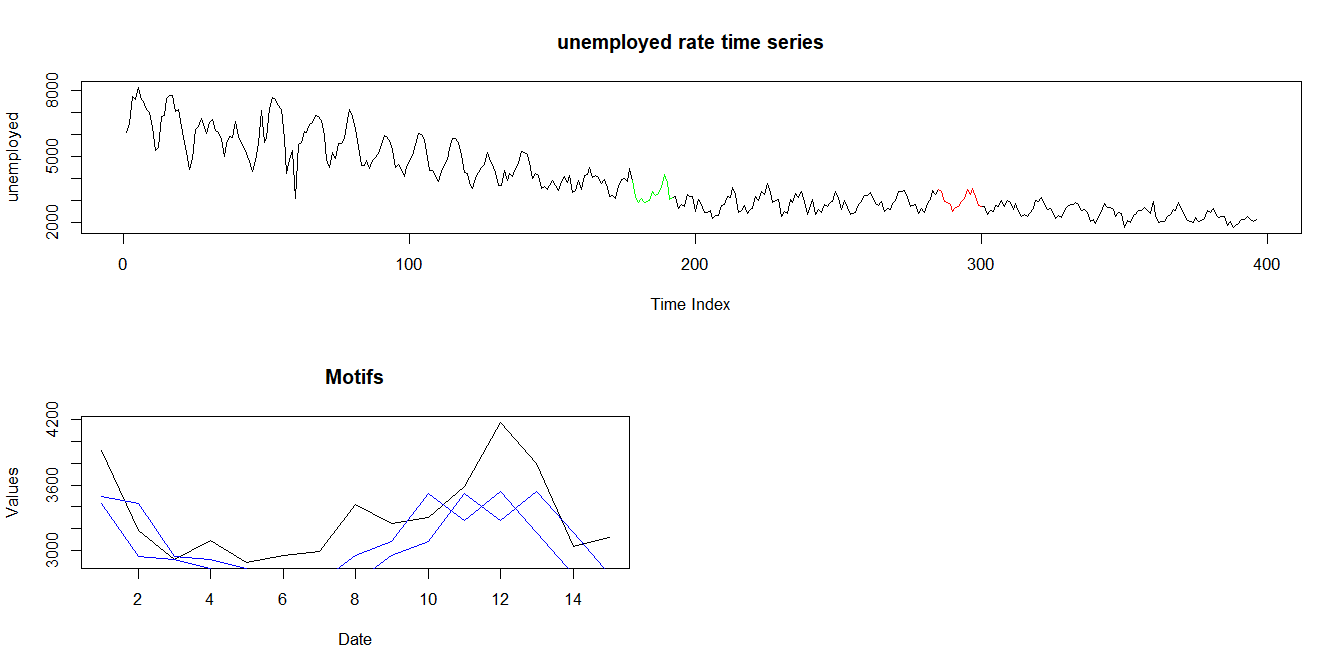 unemployed rate time series
unemployed
8000
5000
2000
0 100 200 300 400
Time Index
Motifs
Values
4200
3600
3000
2 4 6 8 10 12 14
Date